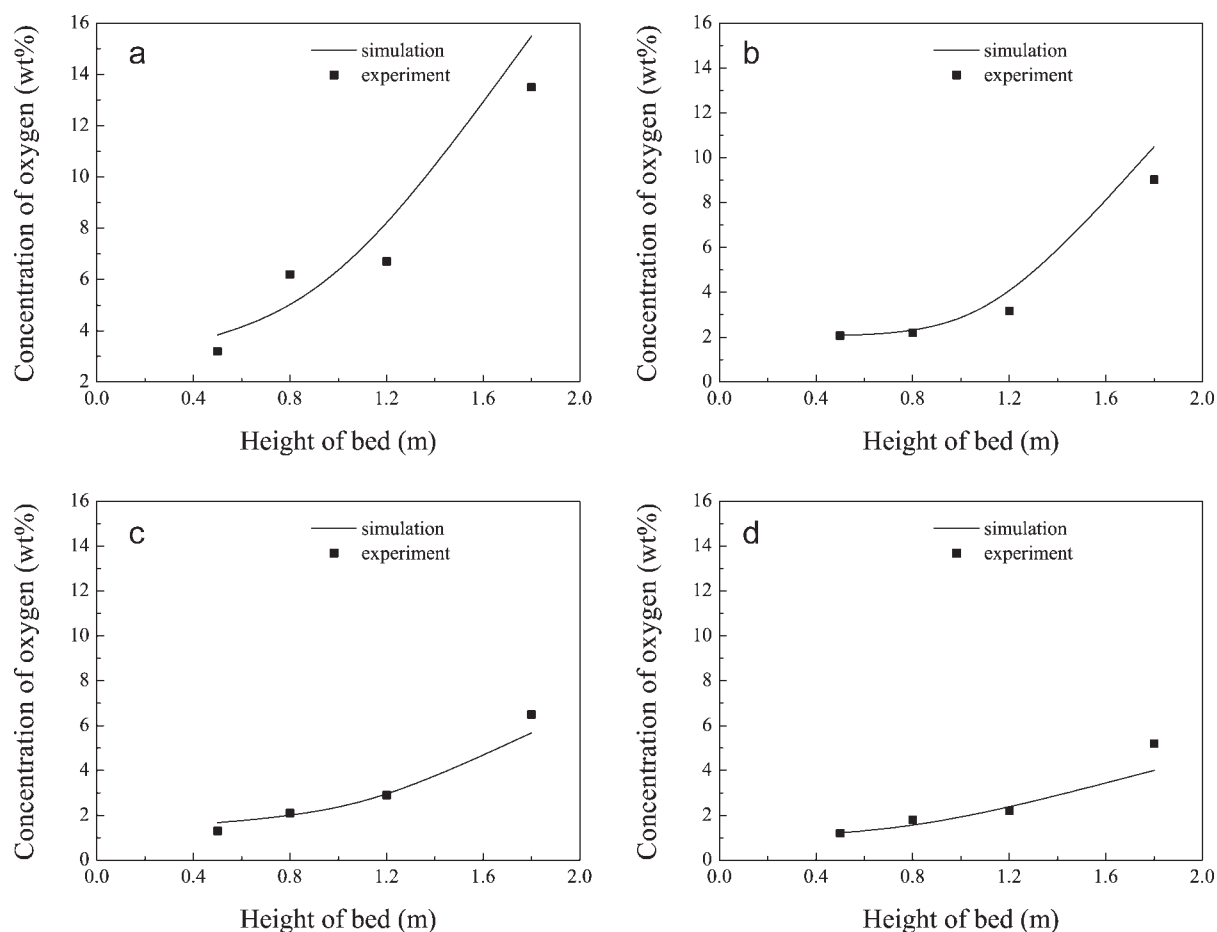 a
simulation
experiment
Concentration of oxygen (wt%)
16
14
12
10
8
6
4
2
0.0 0.4 0.8 1.2 1.6 2.0
Height of bed (m)
b
simulation
experiment
Concentration of oxygen (wt%)
16
14
12
10
8
6
4
2
0
0.0 0.4 0.8 1.2 1.6 2.0
Height of bed (m)
c
simulation
experiment
Concentration of oxygen (wt%)
16
14
12
10
8
6
4
2
0
0.0 0.4 0.8 1.2 1.6 2.0
Height of bed (m)
d
simulation
experiment
Concentration of oxygen (wt%)
16
14
12
10
8
6
4
2
0
0.0 0.4 0.8 1.2 1.6 2.0
Height of bed (m)